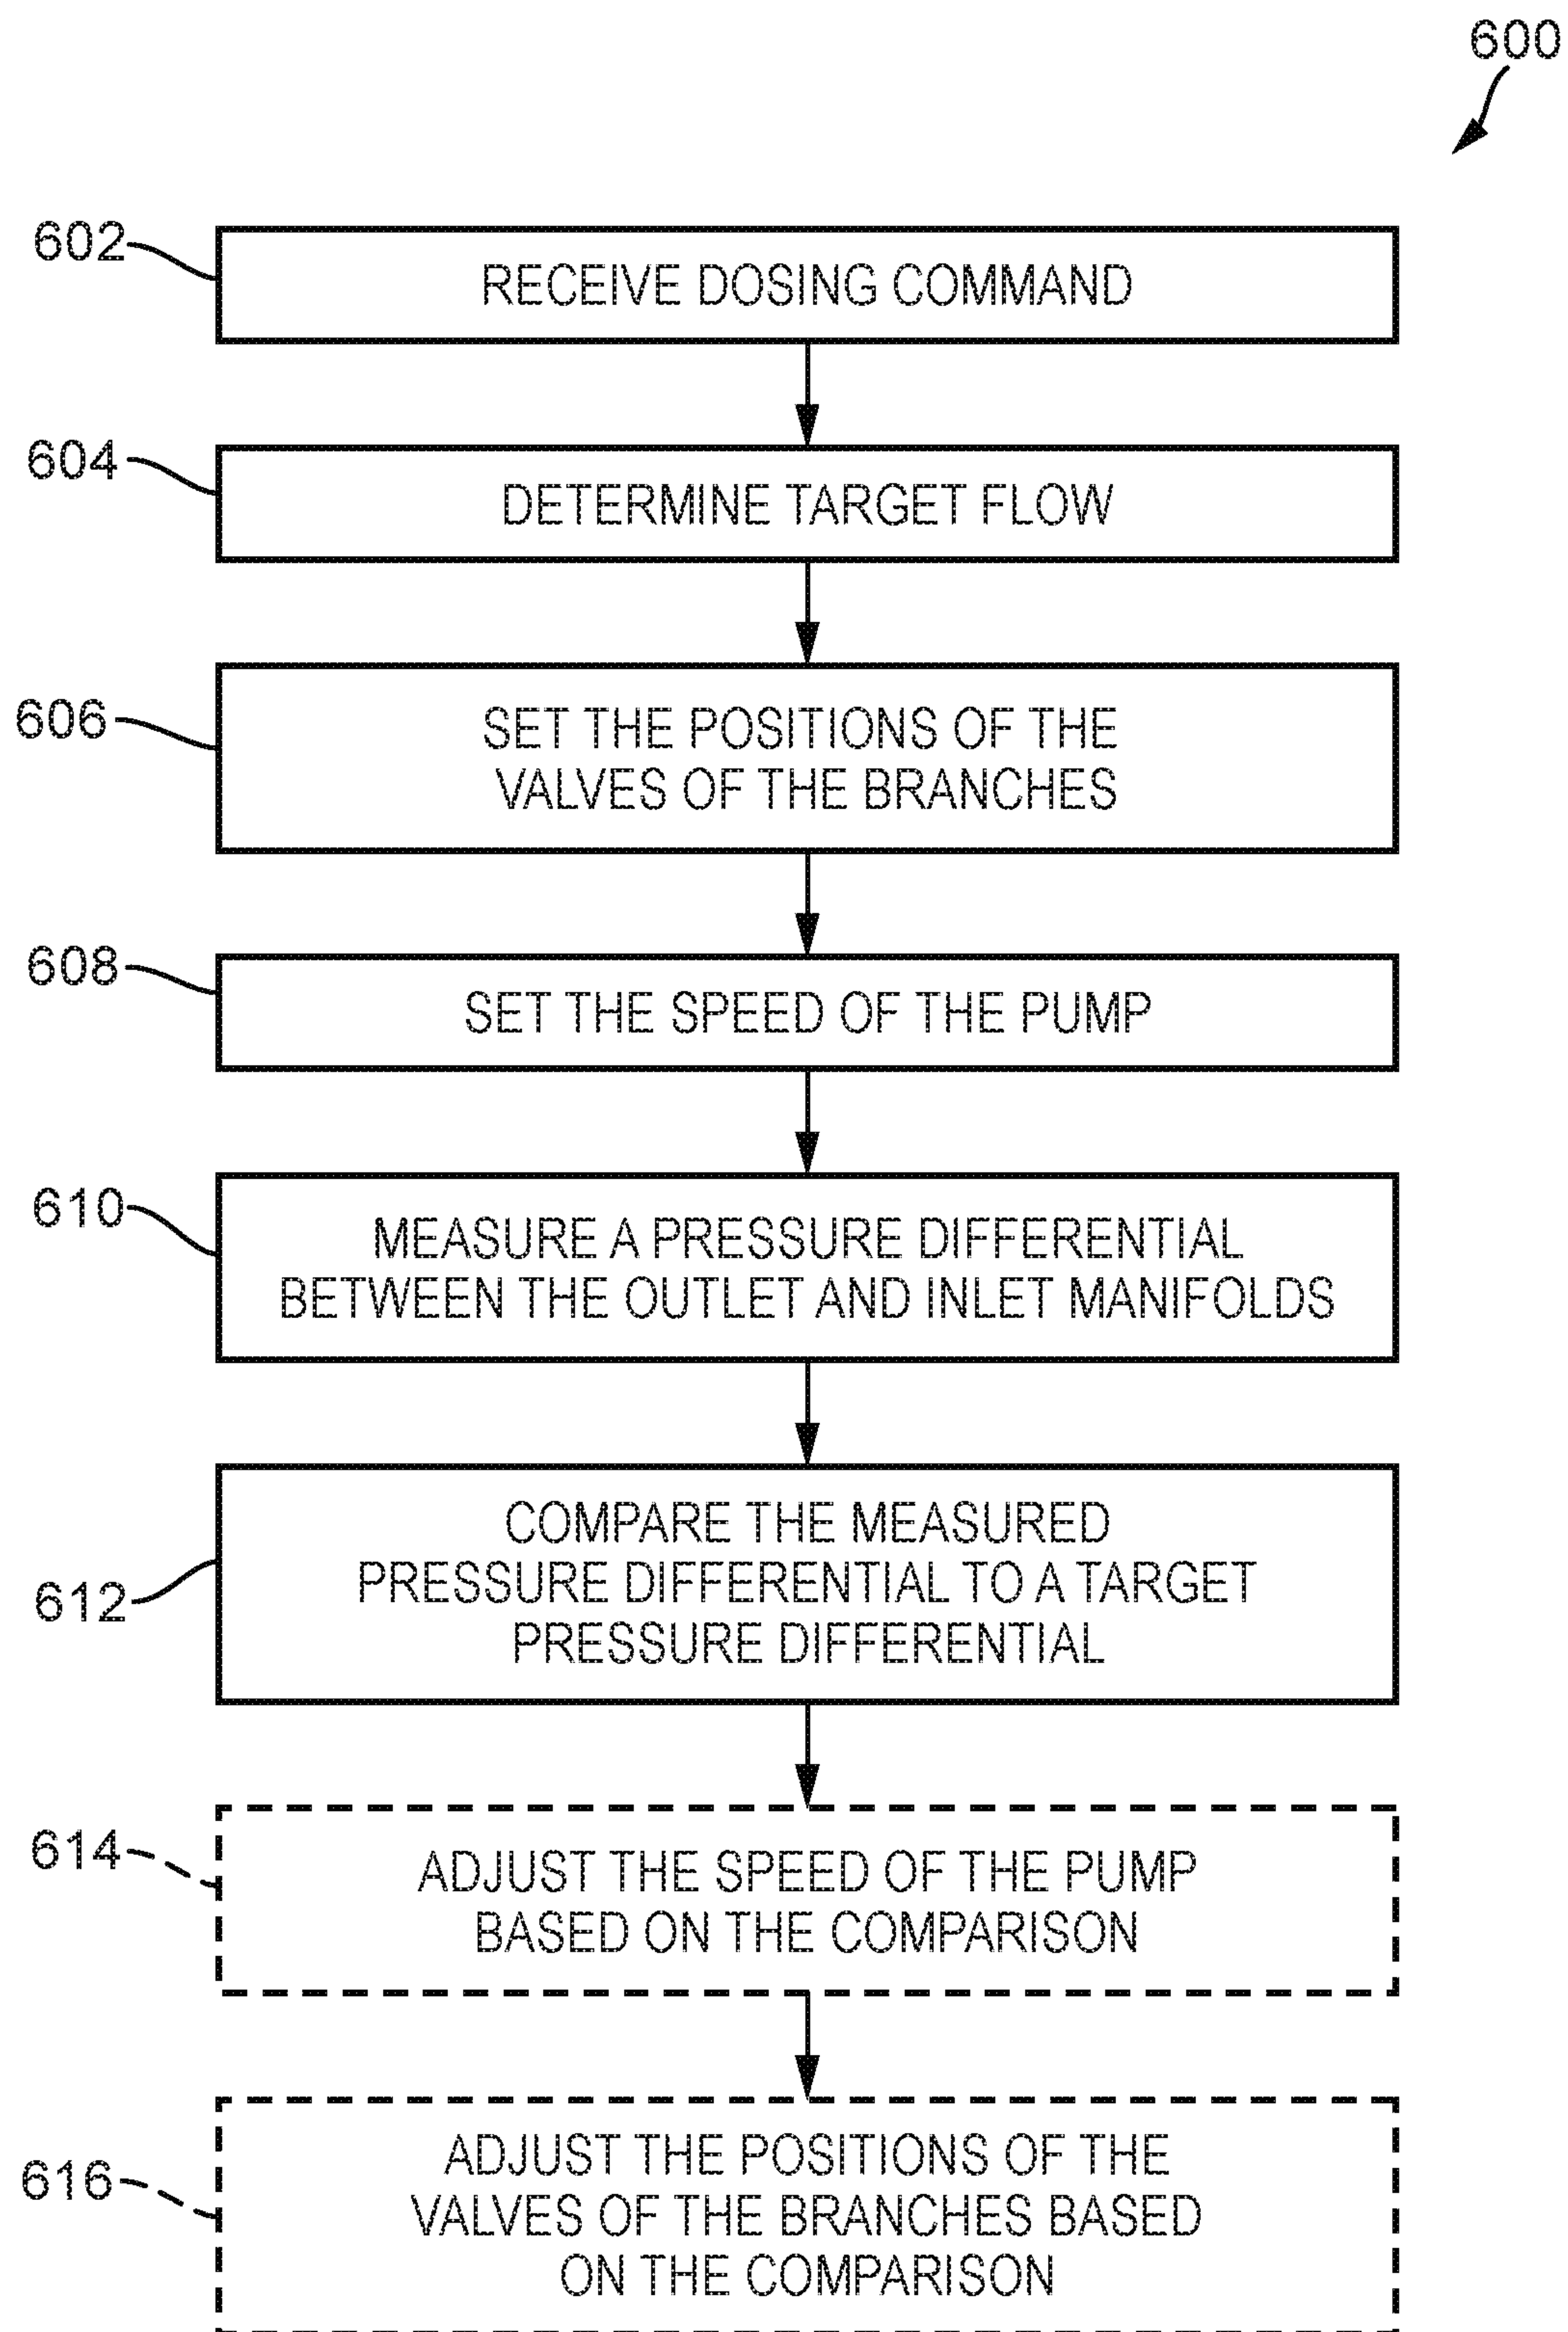 600
602
RECEIVE DOSING COMMAND
604
DETERMINE TARGET FLOW
606
SET THE POSITIONS OF THE
VALVES OF THE BRANCHES
608
SET THE SPEED OF THE PUMP
610
MEASURE A PRESSURE DIFFERENTIAL
BETWEEN THE OUTLET AND INLET MANIFOLDS
612
COMPARE THE MEASURED
PRESSURE DIFFERENTIAL TO A TARGET
PRESSURE DIFFERENTIAL
614
ADJUST THE SPEED OF THE PUMP
BASED ON THE COMPARISON
616
ADJUST THE POSITIONS OF THE
VALVES OF THE BRANCHES BASED
ON THE COMPARISON